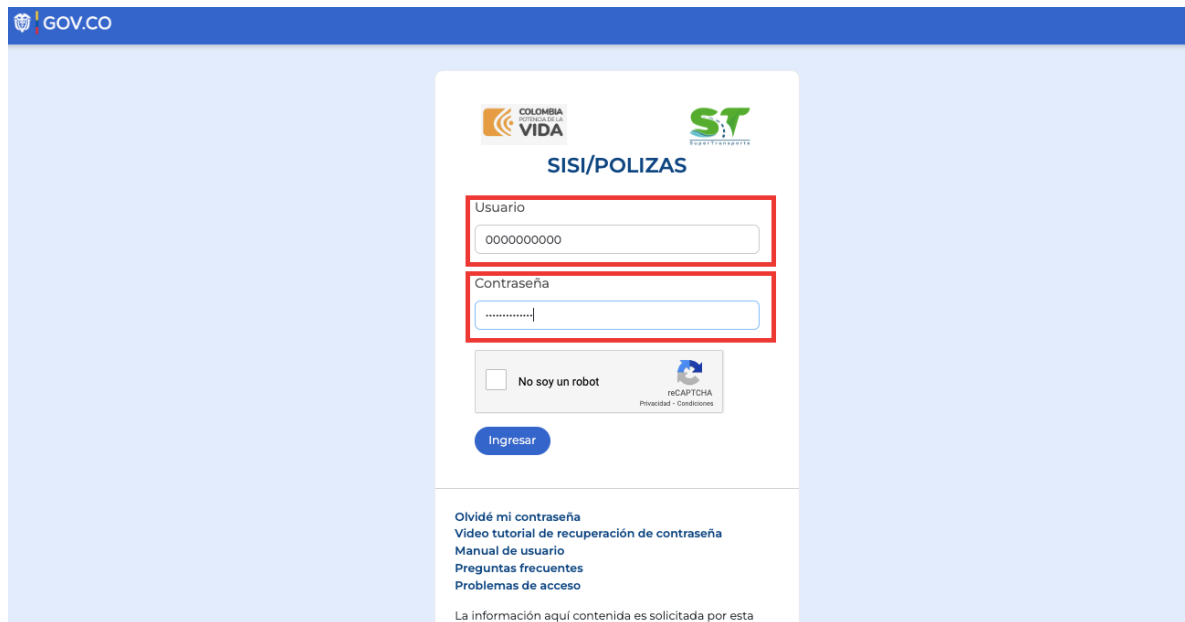 GOV.CO
COLOMBIA
POTENCIA DE LA
VIDA
ST
SuperTransporte
SISI/POLIZAS
Usuario
0000000000
Contraseña
••••••••••••••
No soy un robot
reCAPTCHA
Privacidad - Condiciones
Ingresar
Olvidé mi contraseña
Video tutorial de recuperación de contraseña
Manual de usuario
Preguntas frecuentes
Problemas de acceso
La información aquí contenida es solicitada por esta